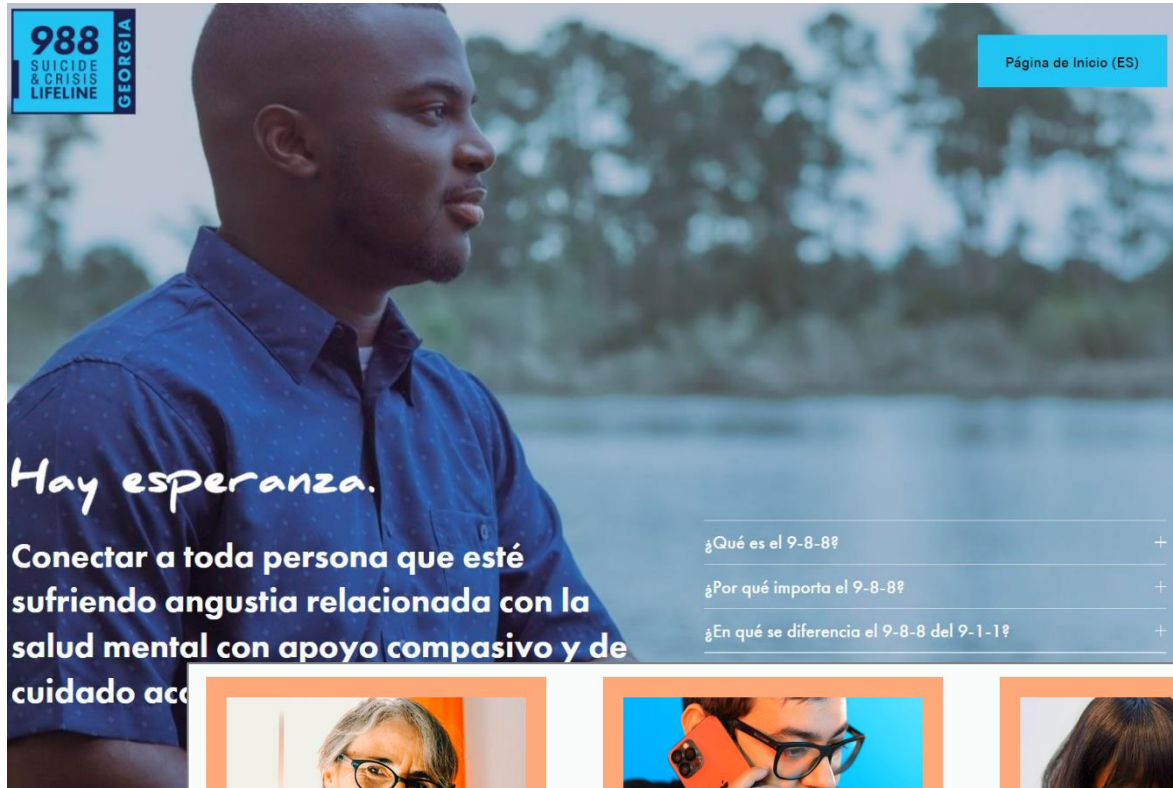 988
SUICIDE
& CRISIS
LIFELINE
GEORGIA
Página de Inicio (ES)
Hay esperanza.
Conectar a toda persona que esté
sufriendo angustia relacionada con la
salud mental con apoyo compasivo y de
cuidado
¿Qué es el 9-8-8?
¿Por qué importa el 9-8-8?
¿En qué se diferencia el 9-8-8 del 9-1-1?